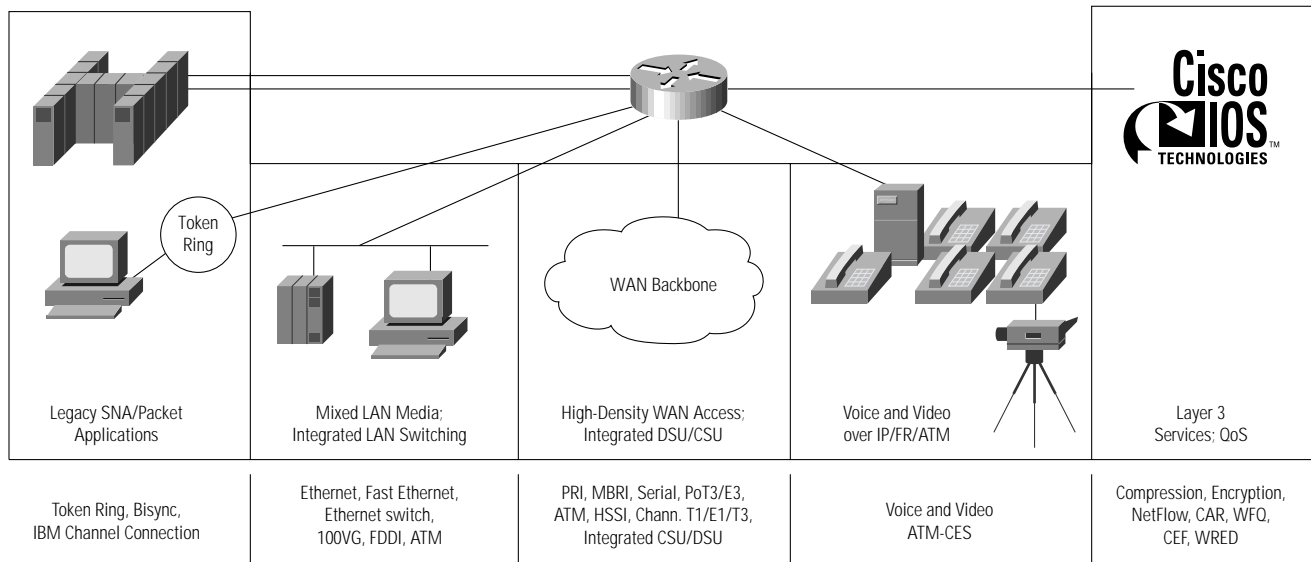 Cisco
IOS
TECHNOLOGIES
TM
Token
Ring
WAN Backbone
Legacy SNA/Packet
Applications
Mixed LAN Media;
Integrated LAN Switching
High-Density WAN Access;
Integrated DSU/CSU
Voice and Video
over IP/FR/ATM
Layer 3
Services; QoS
Token Ring, Bisync,
IBM Channel Connection
Ethernet, Fast Ethernet,
Ethernet switch,
100VG, FDDI, ATM
PRI, MBRI, Serial, PoT3/E3,
ATM, HSSI, Chann. T1/E1/T3,
Integrated CSU/DSU
Voice and Video
ATM-CES
Compression, Encryption,
NetFlow, CAR, WFQ,
CEF, WRED